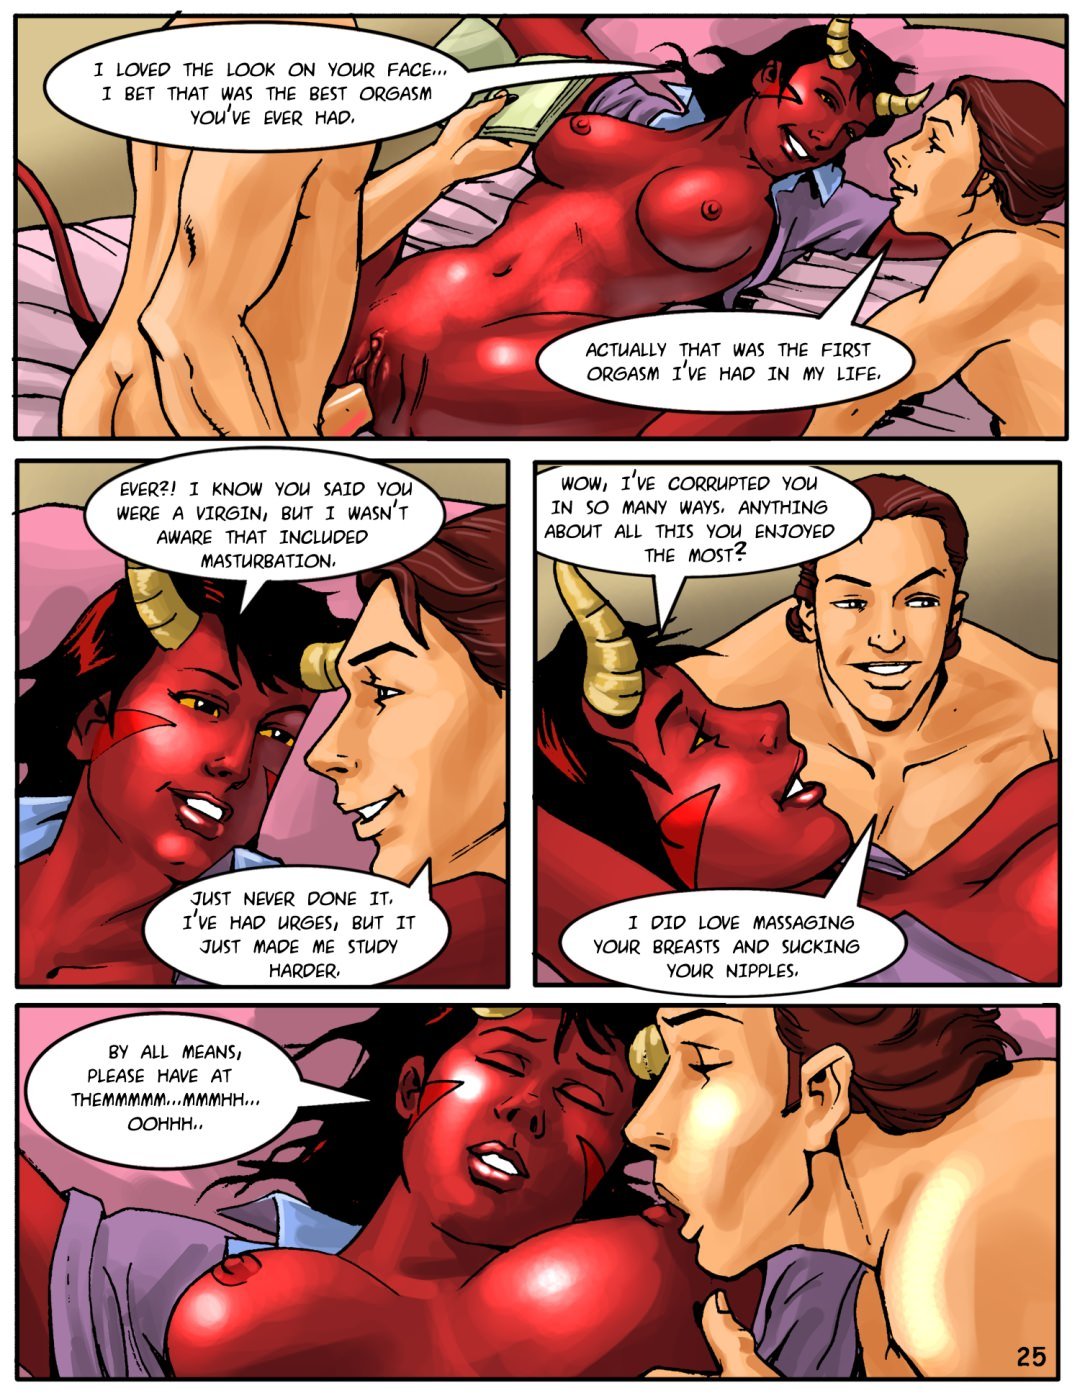 I LOVED THE LOOK ON YOUR FACE...
I BET THAT WAS THE BEST ORGASM
YOU'VE EVER HAD.
ACTUALLY THAT WAS THE FIRST
ORGASM I'VE HAD IN MY LIFE.
EVER?! I KNOW YOU SAID YOU
WERE A VIRGIN, BUT I WASN'T
AWARE THAT INCLUDED
MASTURBATION.
JUST NEVER DONE IT.
I'VE HAD URGES, BUT IT
JUST MADE ME STUDY
HARDER.
WOW, I'VE CORRUPTED YOU
IN SO MANY WAYS. ANYTHING
ABOUT ALL THIS YOU ENJOYED
THE MOST?
I DID LOVE MASSAGING
YOUR BREASTS AND SUCKING
YOUR NIPPLES.
BY ALL MEANS,
PLEASE HAVE AT
THEMMMMM...MMMHH...
OOHHH..
25